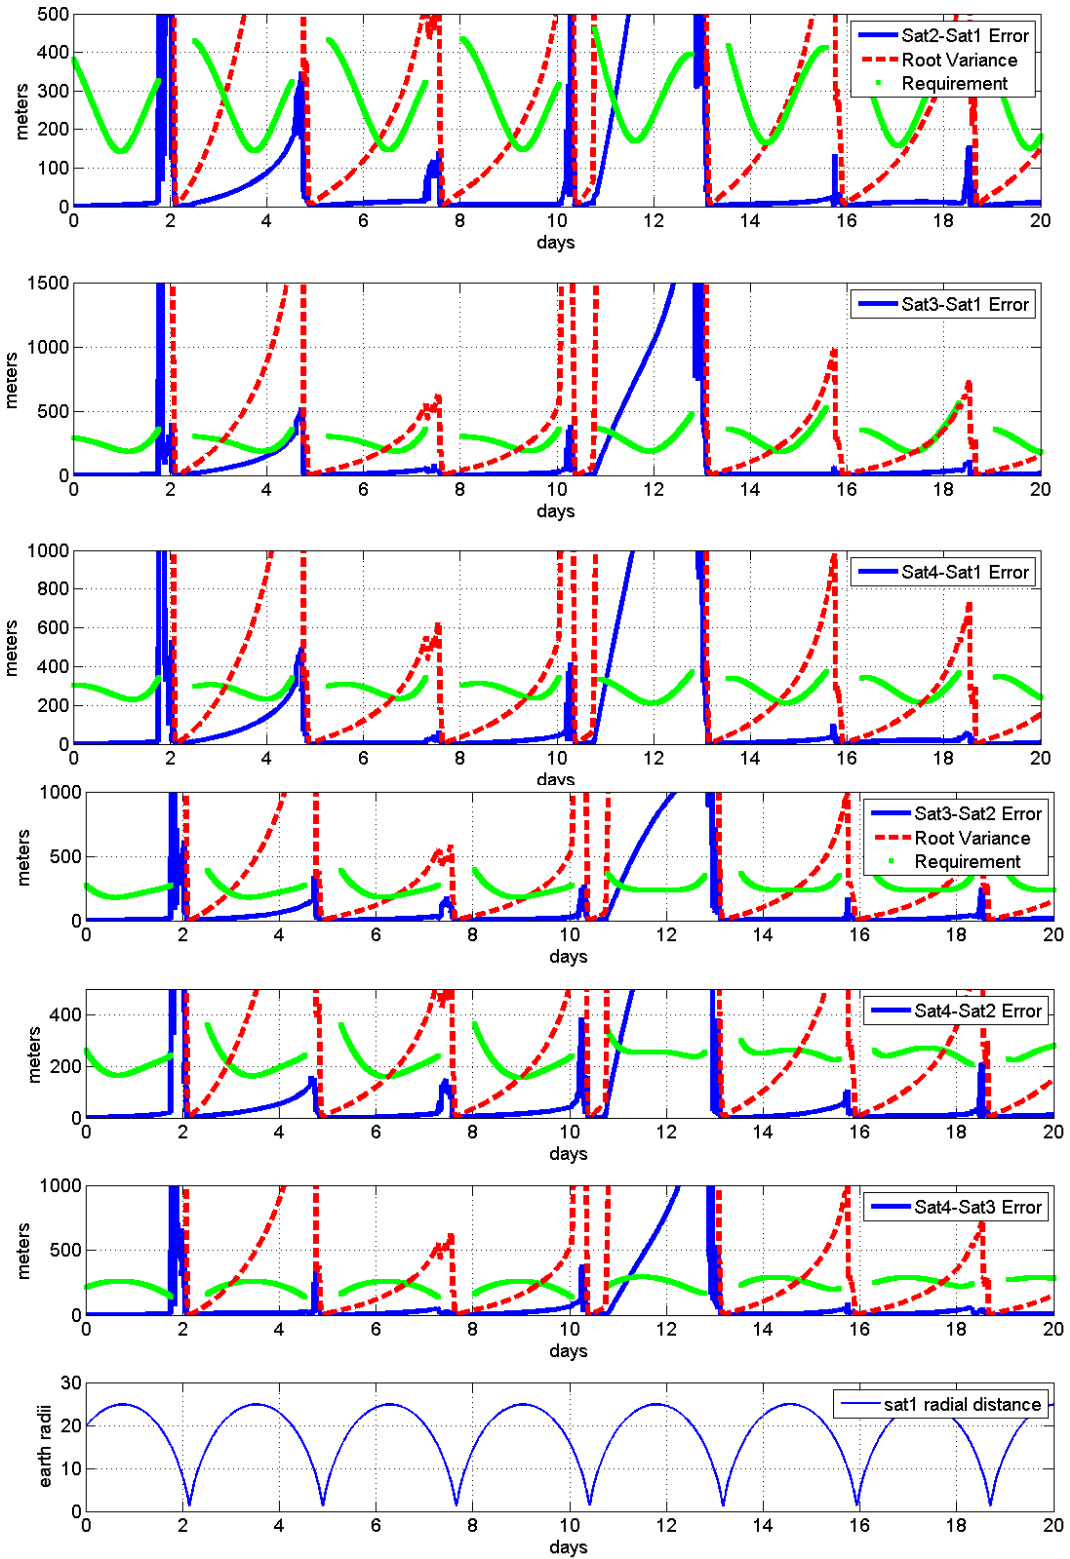 500
400
300
200
100
0
meters
Sat2-Sat1 Error
Root Variance
Requirement
0 2 4 6 8 10 12 14 16 18 20
days
1500
1000
500
0
meters
Sat3-Sat1 Error
0 2 4 6 8 10 12 14 16 18 20
days
1000
800
600
400
200
0
meters
Sat4-Sat1 Error
0 2 4 6 8 10 12 14 16 18 20
days
1000
500
0
meters
Sat3-Sat2 Error
Root Variance
Requirement
0 2 4 6 8 10 12 14 16 18 20
days
400
200
0
meters
Sat4-Sat2 Error
0 2 4 6 8 10 12 14 16 18 20
days
1000
500
0
meters
Sat4-Sat3 Error
0 2 4 6 8 10 12 14 16 18 20
days
30
20
10
0
earth radii
sat1 radial distance
0 2 4 6 8 10 12 14 16 18 20
days